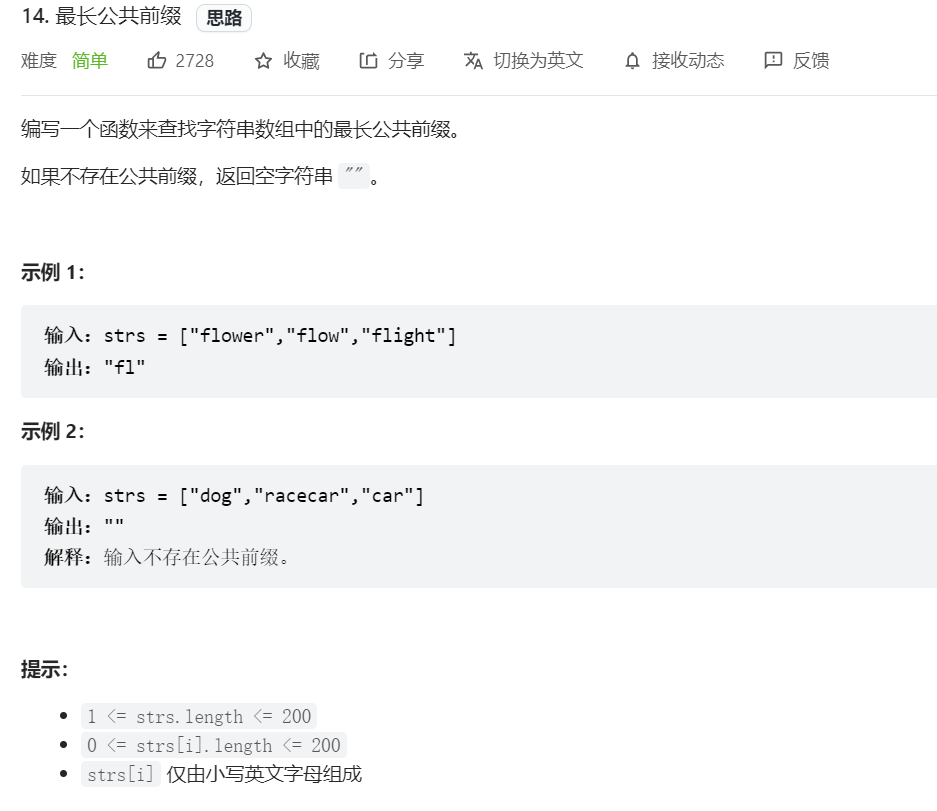 14. 最长公共前缀 思路
难度 简单 2728 收藏 分享 切换为英文 接收动态 反馈
编写一个函数来查找字符串数组中的最长公共前缀。
如果不存在公共前缀，返回空字符串 ""。
示例 1：
输入：strs = ["flower","flow","flight"]
输出："fl"
示例 2：
输入：strs = ["dog","racecar","car"]
输出：""
解释：输入不存在公共前缀。
提示：
• 1 <= strs.length <= 200
• 0 <= strs[i].length <= 200
• strs[i] 仅由小写英文字母组成